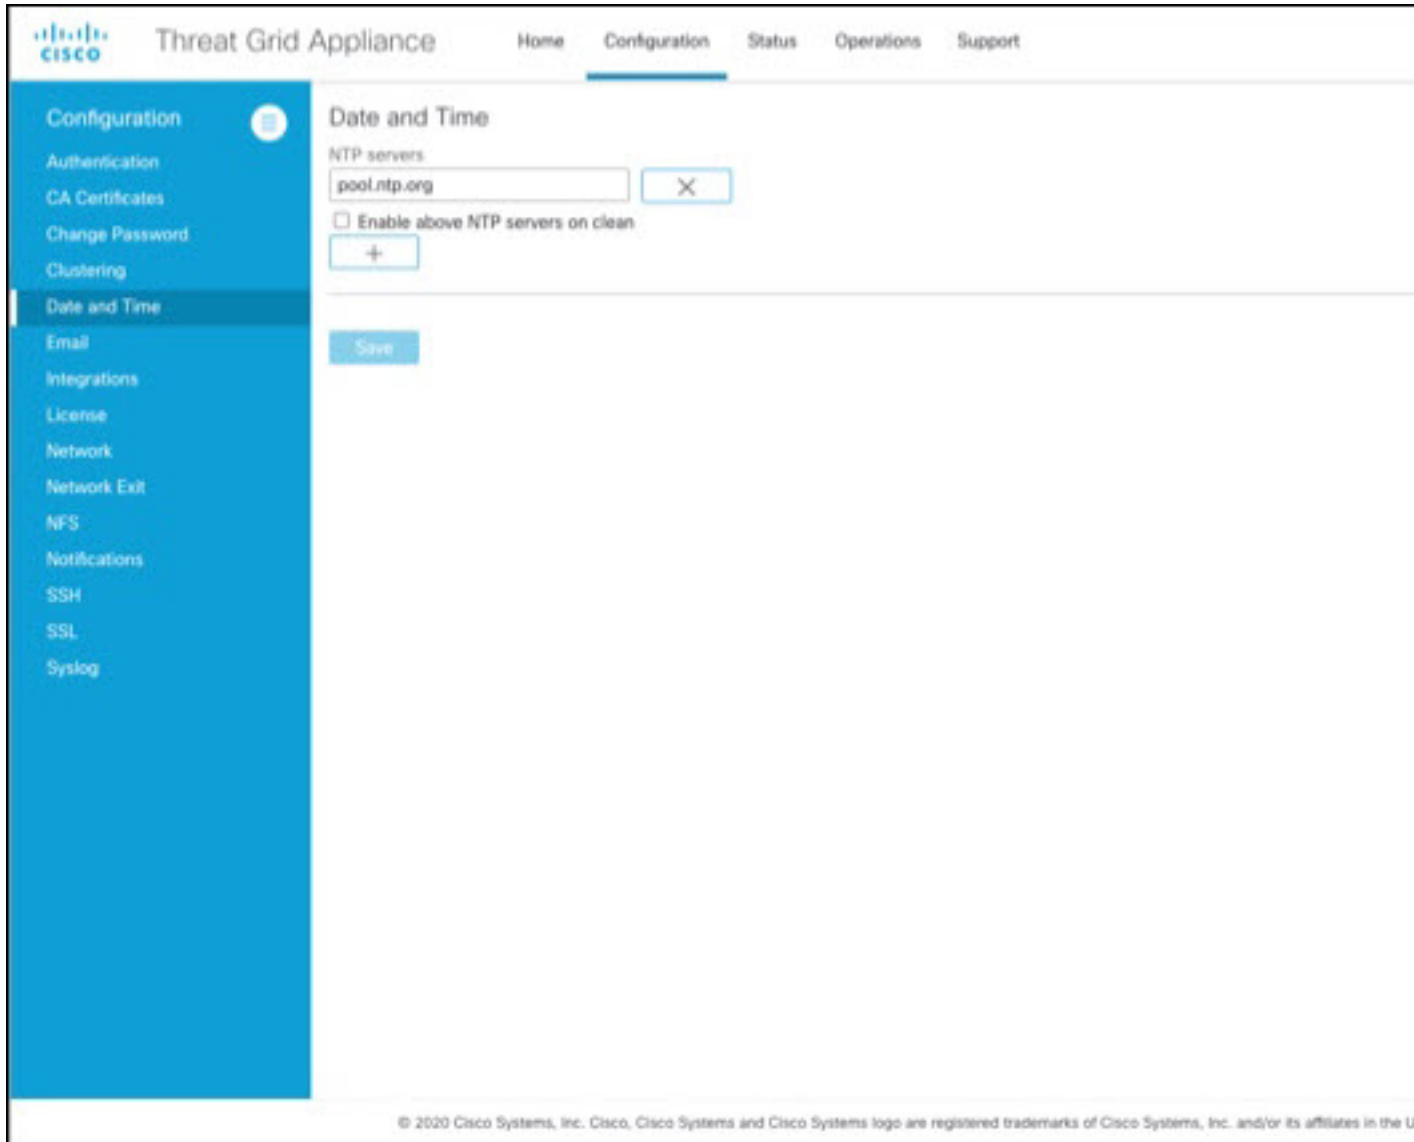 CISCO
Threat Grid Appliance
Home
Configuration
Status
Operations
Support
Configuration
Authentication
CA Certificates
Change Password
Clustering
Date and Time
Email
Integrations
License
Network
Network Exit
NFS
Notifications
SSH
SSL
Syslog
Date and Time
NTP servers
pool.ntp.org
Enable above NTP servers on clean
Save
© 2020 Cisco Systems, Inc. Cisco, Cisco Systems and Cisco Systems logo are registered trademarks of Cisco Systems, Inc. and/or its affiliates in the U